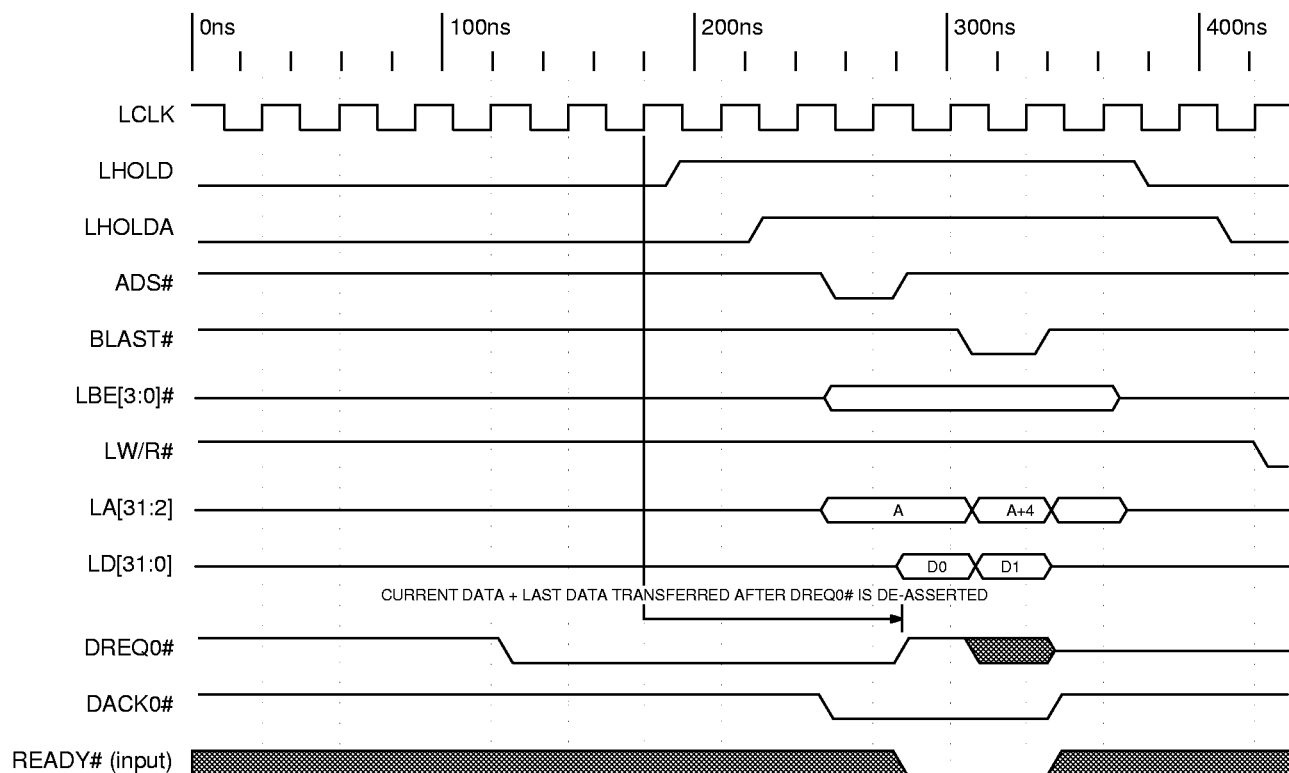 0ns 100ns 200ns 300ns 400ns
LCLK
LHOLD
LHOLDA
ADS#
BLAST#
LBE[3:0]#
LW/R#
LA[31:2] A A+4
LD[31:0] D0 D1
CURRENT DATA + LAST DATA TRANSFERRED AFTER DREQ0# IS DE-ASSERTED
DREQ0#
DACK0#
READY# (input)